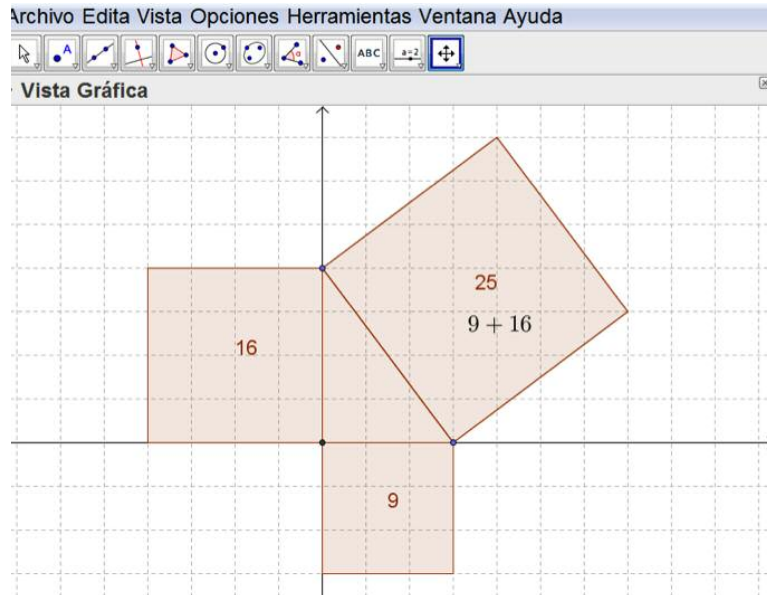 Archivo Edita Vista Opciones Herramientas Ventana Ayuda
A ABC a=2
Vista Gráfica
25
9 + 16
16
9